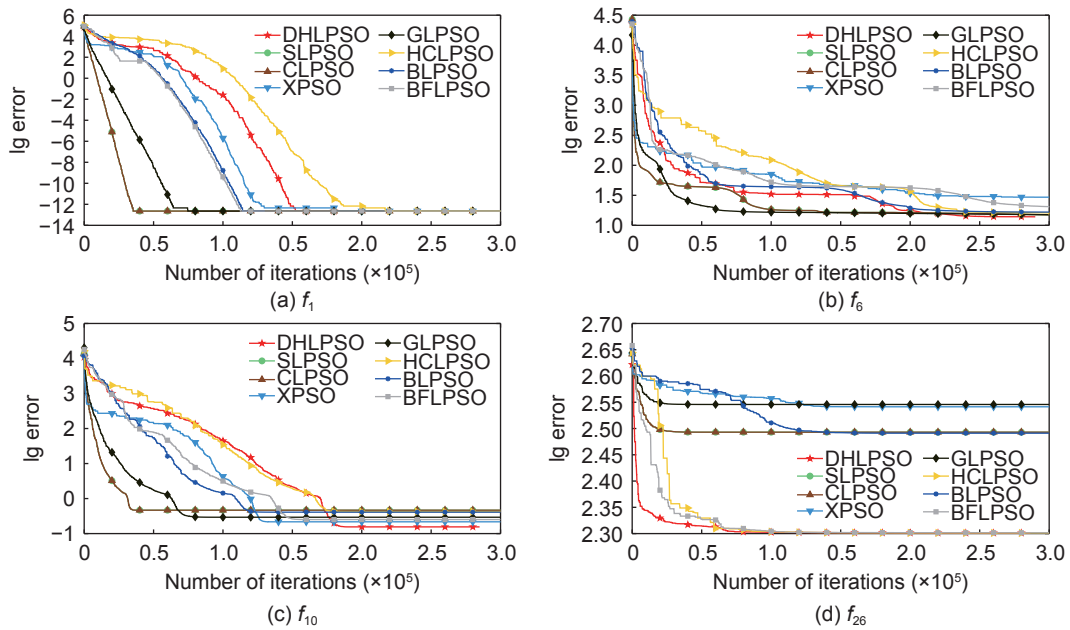 6
4
2
0
−2
−4
−6
−8
−10
−12
−14
lg error
DHLPSO
SLPSO
CLPSO
XPSO
GLPSO
HCLPSO
BLPSO
BFLPSO
0 0.5 1.0 0.5 2.0 2.5 3.0
Number of iterations (×10⁵)
(a) f₁
4.5
4.0
3.5
3.0
2.5
2.0
1.5
1.0
lg error
DHLPSO
SLPSO
CLPSO
XPSO
GLPSO
HCLPSO
BLPSO
BFLPSO
0 0.5 1.0 0.5 2.0 2.5 3.0
Number of iterations (×10⁵)
(b) f₆
5
4
3
2
1
0
−1
lg error
DHLPSO
SLPSO
CLPSO
XPSO
GLPSO
HCLPSO
BLPSO
BFLPSO
0 0.5 1.0 0.5 2.0 2.5 3.0
Number of iterations (×10⁵)
(c) f₁₀
2.70
2.65
2.60
2.55
2.50
2.45
2.40
2.35
2.30
lg error
DHLPSO
SLPSO
CLPSO
XPSO
GLPSO
HCLPSO
BLPSO
BFLPSO
0 0.5 1.0 0.5 2.0 2.5 3.0
Number of iterations (×10⁵)
(d) f₂₆